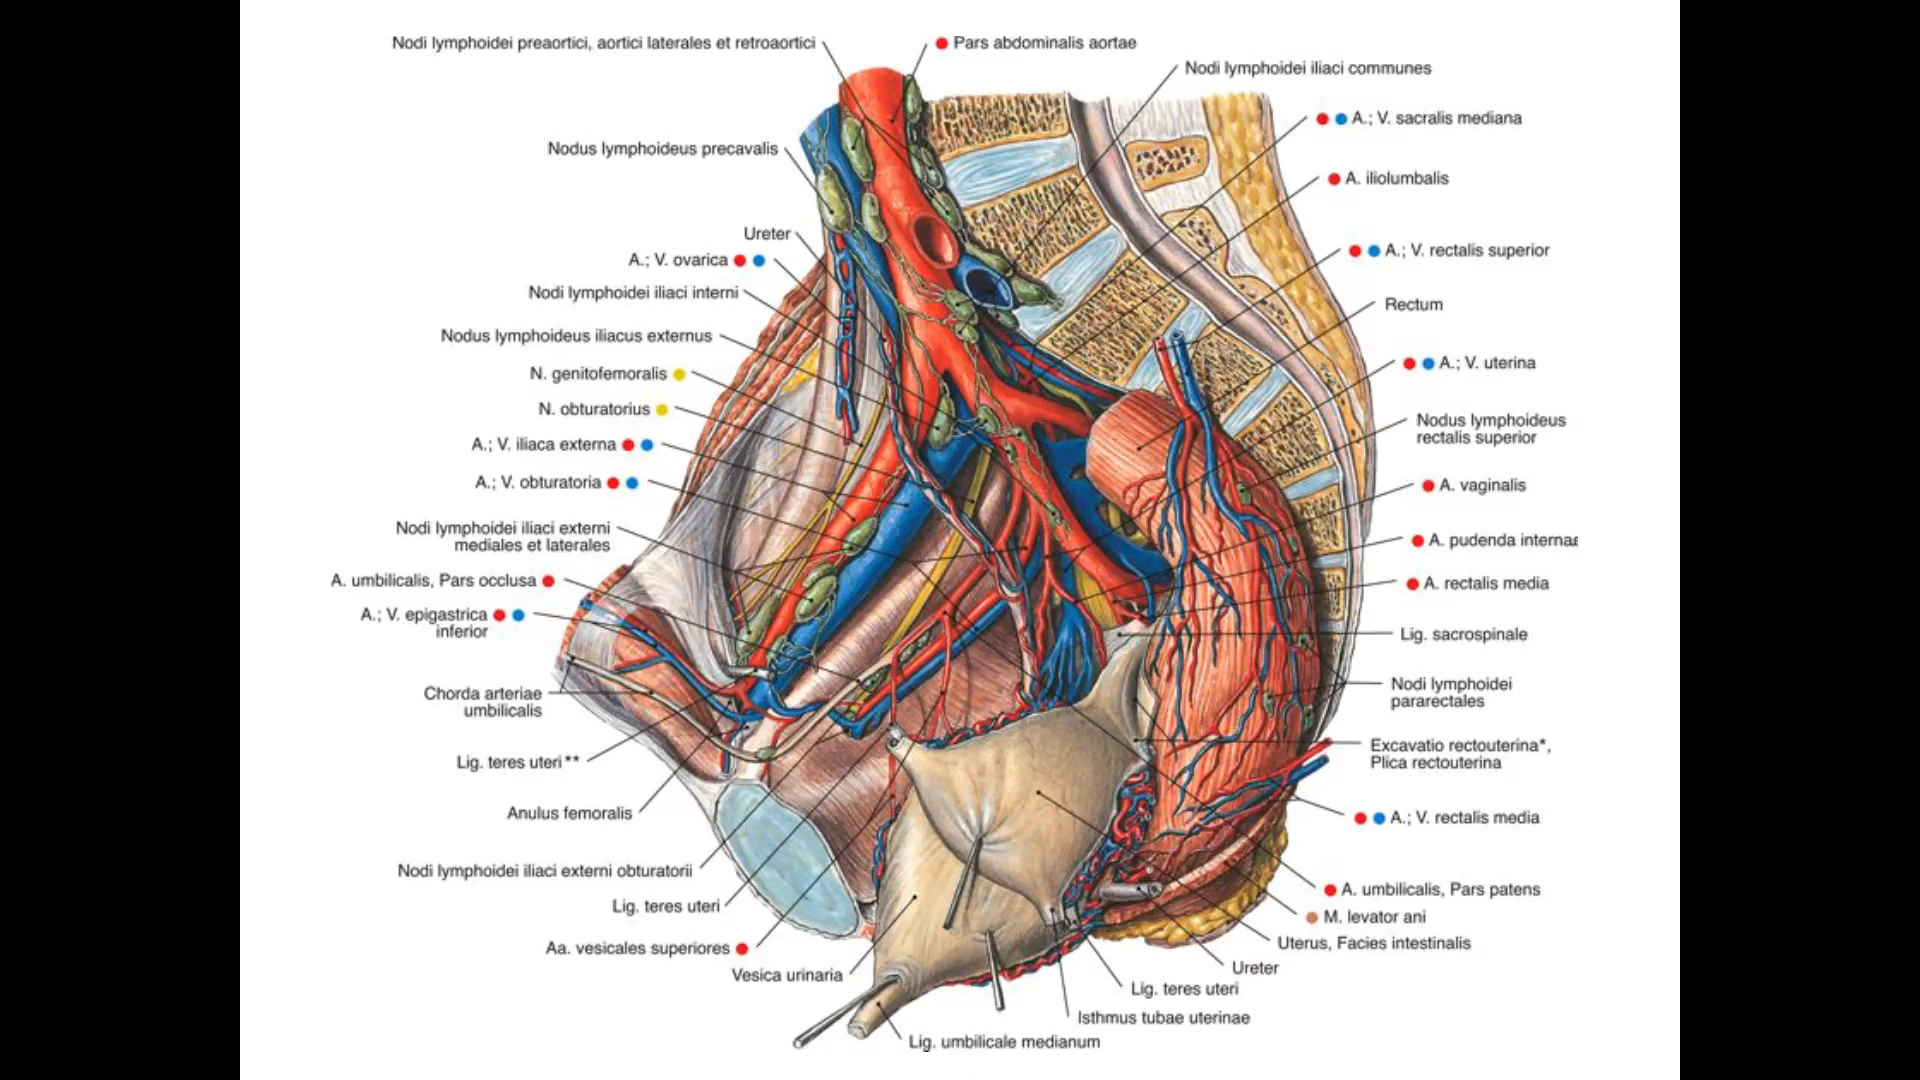 Nodi lymphoidei preaortici, aortici laterales et retroaortici
Pars abdominalis aortae
Nodi lymphoidei iliaci communes
A.; V. sacralis mediana
Nodus lymphoideus precavalis
A. iliolumbalis
Ureter
A.; V. ovarica
A.; V. rectalis superior
Nodi lymphoidei iliaci interni
Rectum
Nodus lymphoideus iliacus externus
A.; V. uterina
N. genitofemoralis
N. obturatorius
Nodus lymphoideus
rectalis superior
A.; V. iliaca externa
A.; V. obturatoria
A. vaginalis
Nodi lymphoidei iliaci externi
mediales et laterales
A. pudenda interna
A. umbilicalis, Pars occlusa
A. rectalis media
A.; V. epigastrica
inferior
Lig. sacrospinale
Chorda arteriae
umbilicalis
Nodi lymphoidei
pararectales
Lig. teres uteri**
Excavatio rectouterina*,
Plica rectouterina
Anulus femoralis
A.; V. rectalis media
Nodi lymphoidei iliaci externi obturatorii
A. umbilicalis, Pars patens
Lig. teres uteri
M. levator ani
Aa. vesicales superiores
Uterus, Facies intestinalis
Vesica urinaria
Ureter
Lig. teres uteri
Isthmus tubae uterinae
Lig. umbilicale medianum